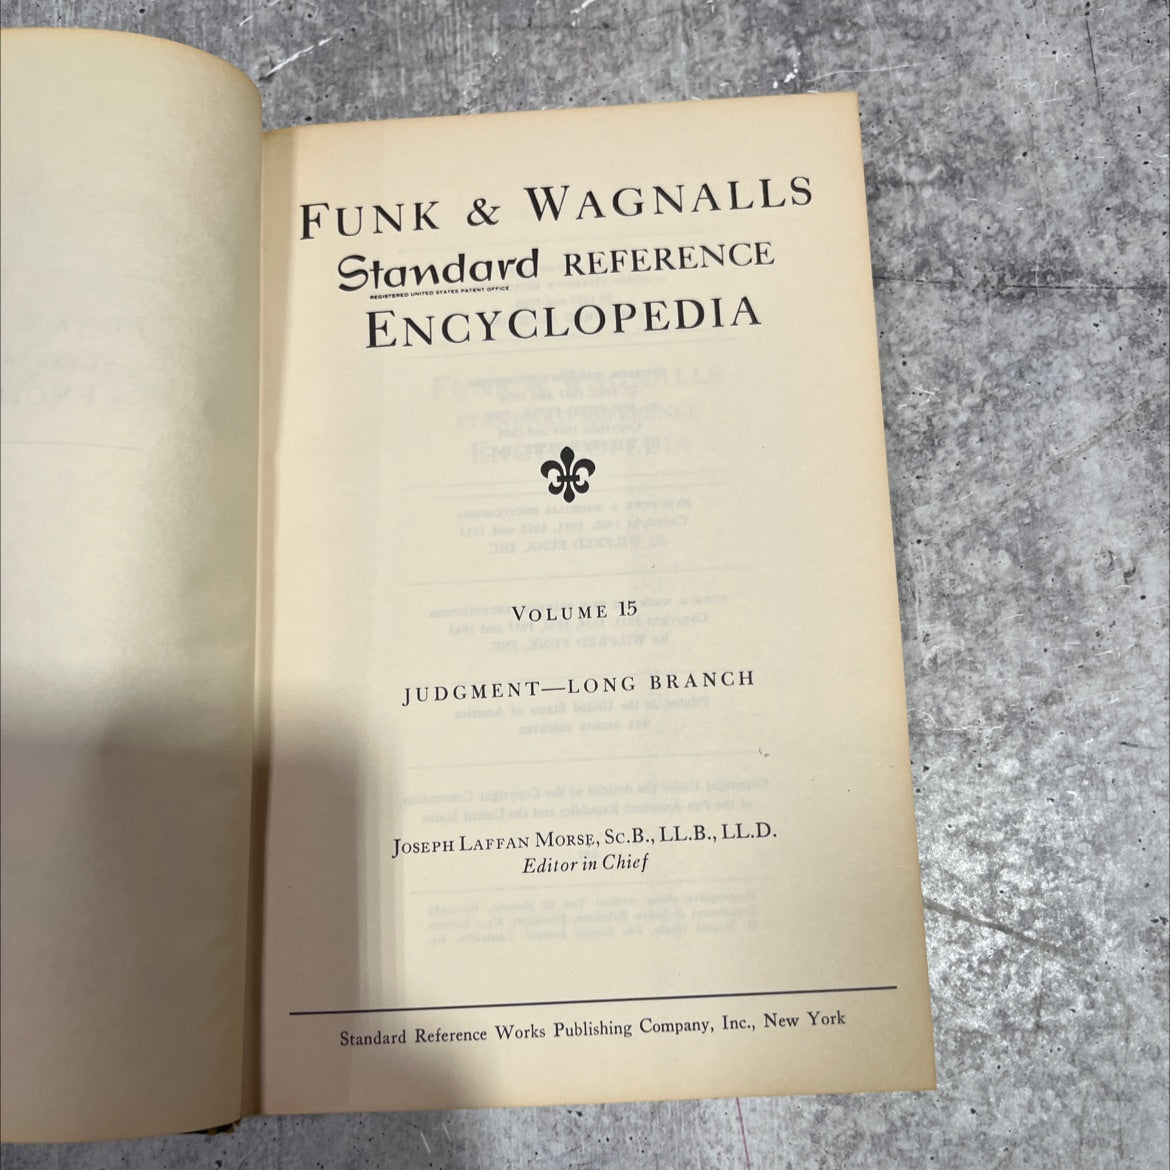 FUNK & WAGNALLS
Standard REFERENCE
REGISTERED UNITED STATES PATENT OFFICE
ENCYCLOPEDIA
VOLUME 15
JUDGMENT—LONG BRANCH
JOSEPH LAFFAN MORSE, SC.B., LL.B., LL.D.
Editor in Chief
Standard Reference Works Publishing Company, Inc., New York